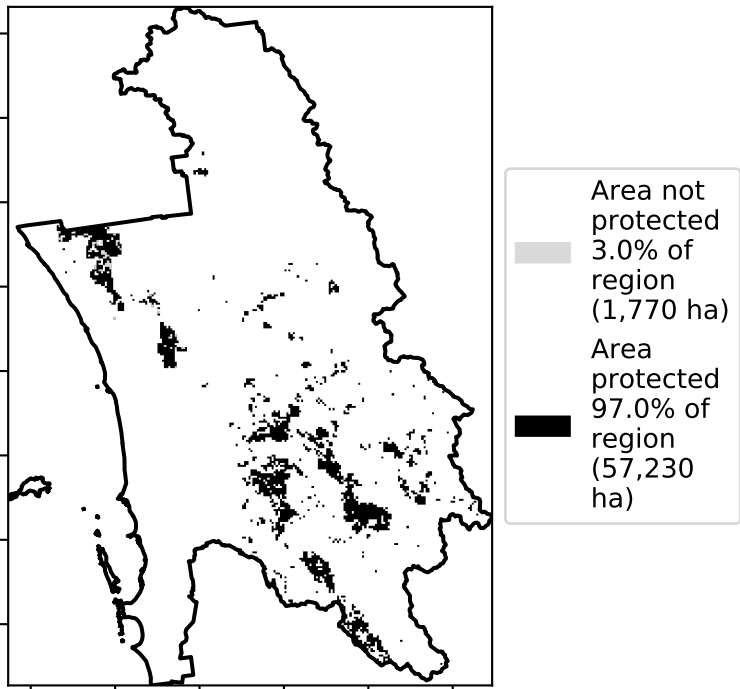 Area not
protected
3.0% of
region
(1,770 ha)
Area
protected
97.0% of
region
(57,230
ha)